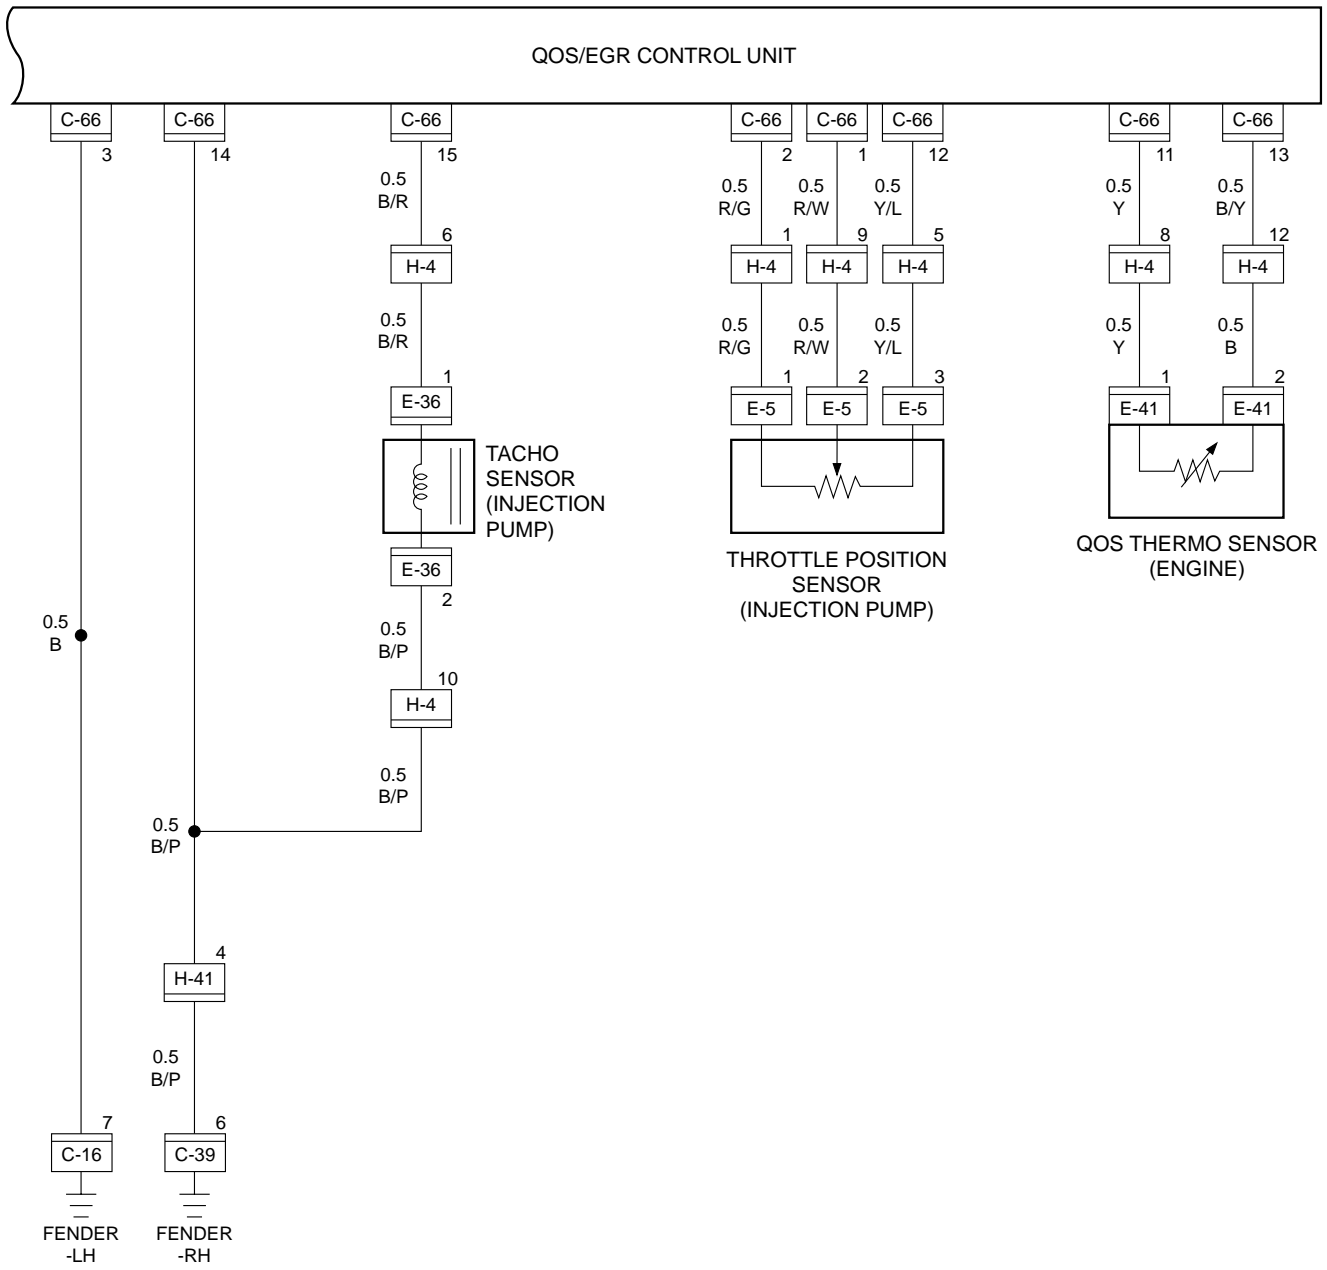 QOS/EGR CONTROL UNIT
C-66 C-66 C-66 C-66 C-66 C-66 C-66 C-66
3 14 15 2 1 12 11 13
0.5 0.5 0.5 0.5 0.5 0.5
B/R R/G R/W Y/L Y B/Y
6 1 9 5 8 12
H-4 H-4 H-4 H-4 H-4 H-4
0.5 0.5 0.5 0.5 0.5 0.5
B/R R/G R/W Y/L Y B
1 1 2 3 1 2
E-36 E-5 E-5 E-5 E-41 E-41
TACHO
SENSOR
(INJECTION
PUMP)
THROTTLE POSITION
SENSOR
(INJECTION PUMP)
QOS THERMO SENSOR
(ENGINE)
E-36
2
0.5
B
0.5
B/P
10
H-4
0.5
B/P
0.5
B/P
4
H-41
0.5
B/P
7 6
C-16 C-39
FENDER FENDER
-LH -RH